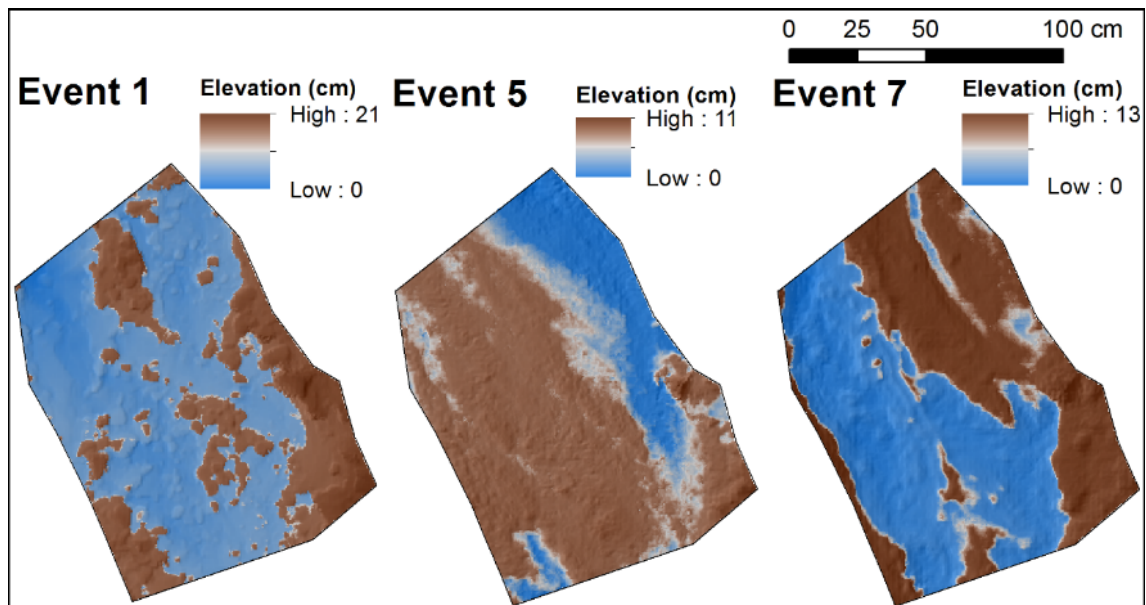 0 25 50 100 cm
Event 1
Elevation (cm)
High : 21
Low : 0
Event 5
Elevation (cm)
High : 11
Low : 0
Event 7
Elevation (cm)
High : 13
Low : 0